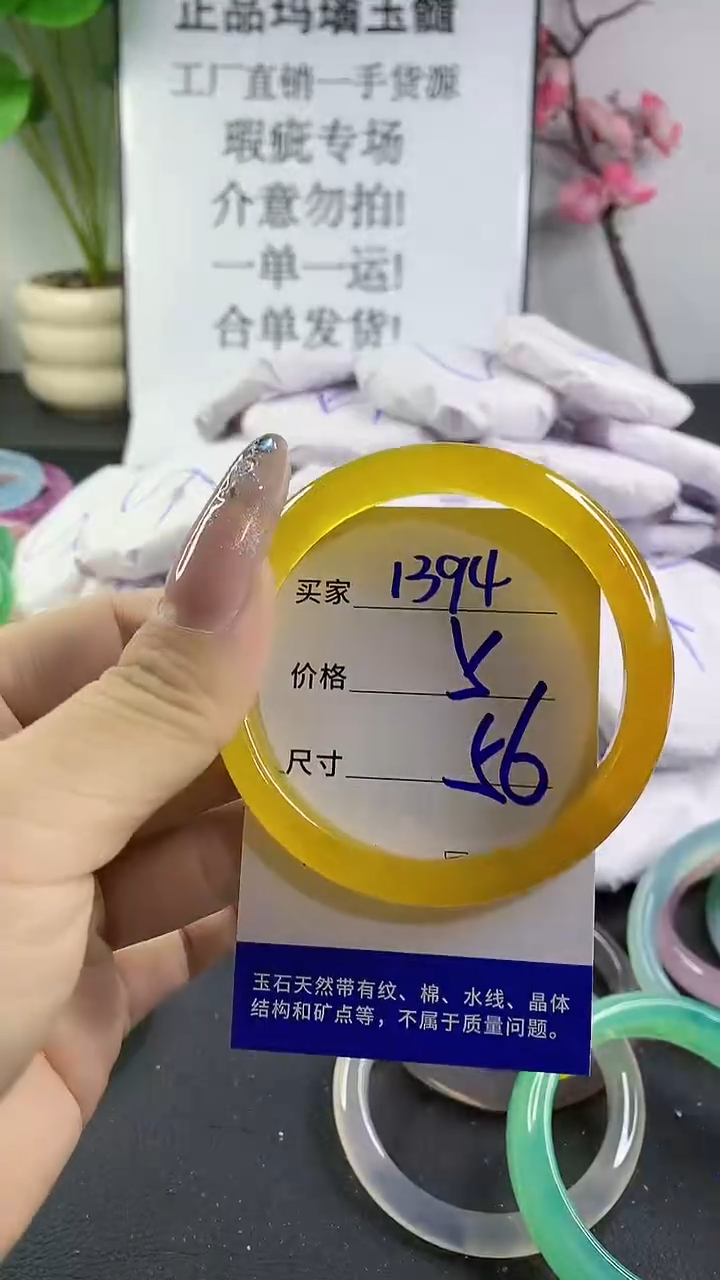 正品玛瑙玉髓
工厂直销一手货源
瑕疵专场
介意勿拍!
一单一运!
合单发货!
买家 1394
价格
尺寸 56
玉石天然带有纹、棉、水线、晶体
结构和矿点等，不属于质量问题。